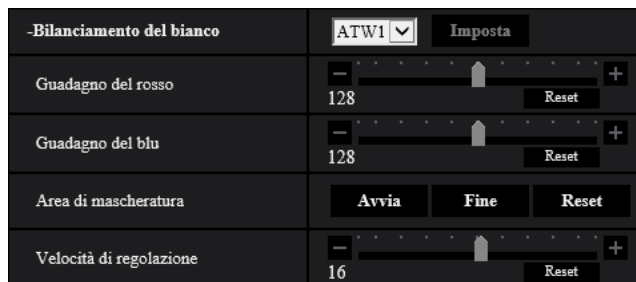 -Bilanciamento del bianco ATW1 Imposta
Guadagno del rosso - +
128 Reset
Guadagno del blu - +
128 Reset
Area di mascheratura Avvia Fine Reset
Velocità di regolazione - +
16 Reset